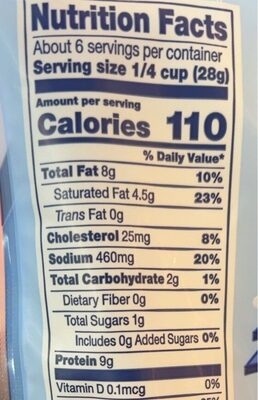 Nutrition Facts
About 6 servings per container
Serving size 1/4 cup (28g)
Amount per serving
Calories 110
% Daily Value*
Total Fat 8g 10%
Saturated Fat 4.5g 23%
Trans Fat 0g
Cholesterol 25mg 8%
Sodium 460mg 20%
Total Carbohydrate 2g 1%
Dietary Fiber 0g 0%
Total Sugars 1g
Includes 0g Added Sugars 0%
Protein 9g
Vitamin D 0.1mcg 0%